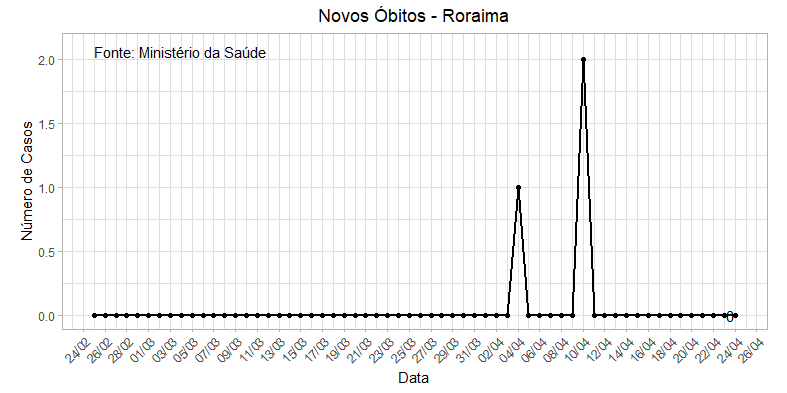 Novos Óbitos - Roraima
Fonte: Ministério da Saúde
Número de Casos
2.0
1.5
1.0
0.5
0.0
0
24/02 26/02 28/02 01/03 03/03 05/03 07/03 09/03 11/03 13/03 15/03 17/03 19/03 21/03 23/03 25/03 27/03 29/03 31/03 02/04 04/04 06/04 08/04 10/04 12/04 14/04 16/04 18/04 20/04 22/04 24/04 26/04
Data